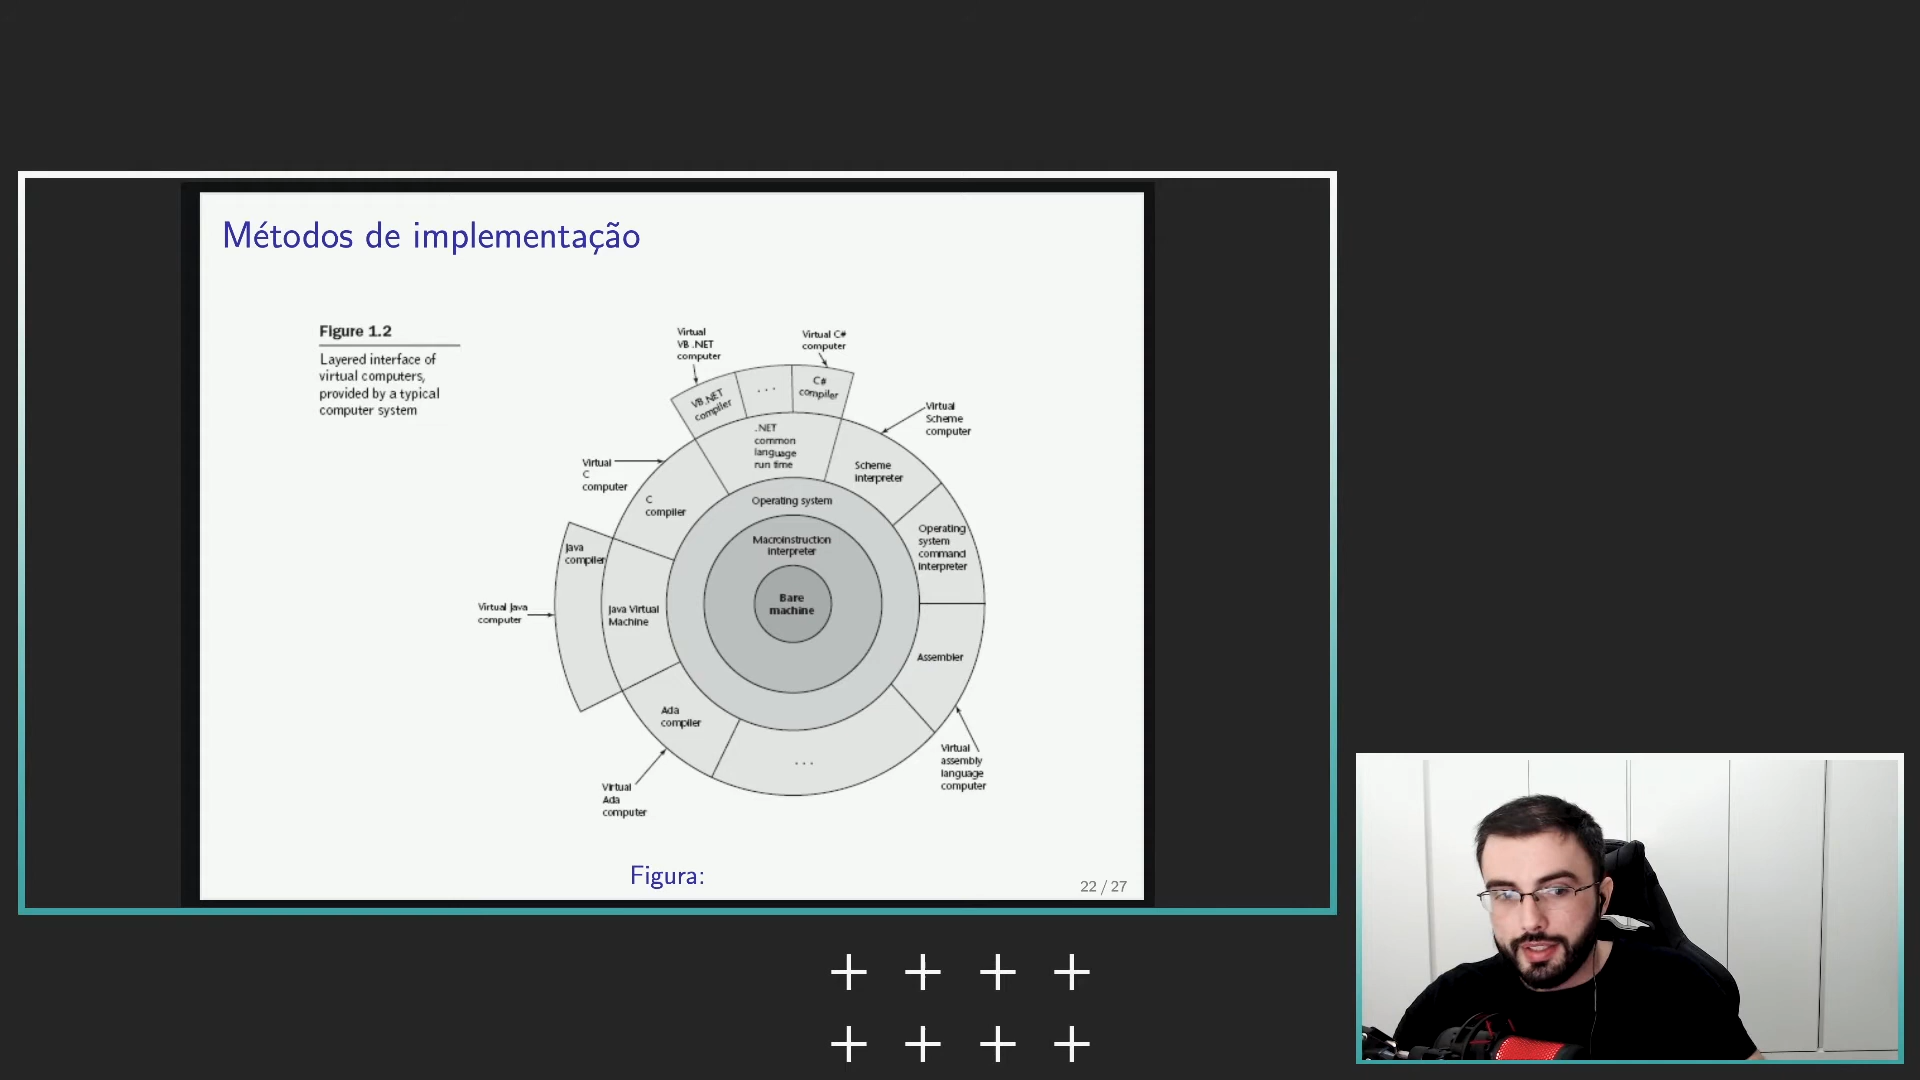 Métodos de implementação
Figure 1.2
Layered interface of
virtual computers,
provided by a typical
computer system
Virtual
VB .NET
computer
Virtual C#
computer
VB.NET
compiler
. . .
C#
compiler
Virtual
Scheme
computer
.NET
common
language
run time
Scheme
interpreter
Virtual
C
computer
C
compiler
Operating system
Operating
system
command
interpreter
Macroinstruction
interpreter
Java
compiler
Bare
machine
Virtual Java
computer
Java Virtual
Machine
Assembler
Ada
compiler
. . .
Virtual
assembly
language
computer
Virtual
Ada
computer
Figura:
22 / 27